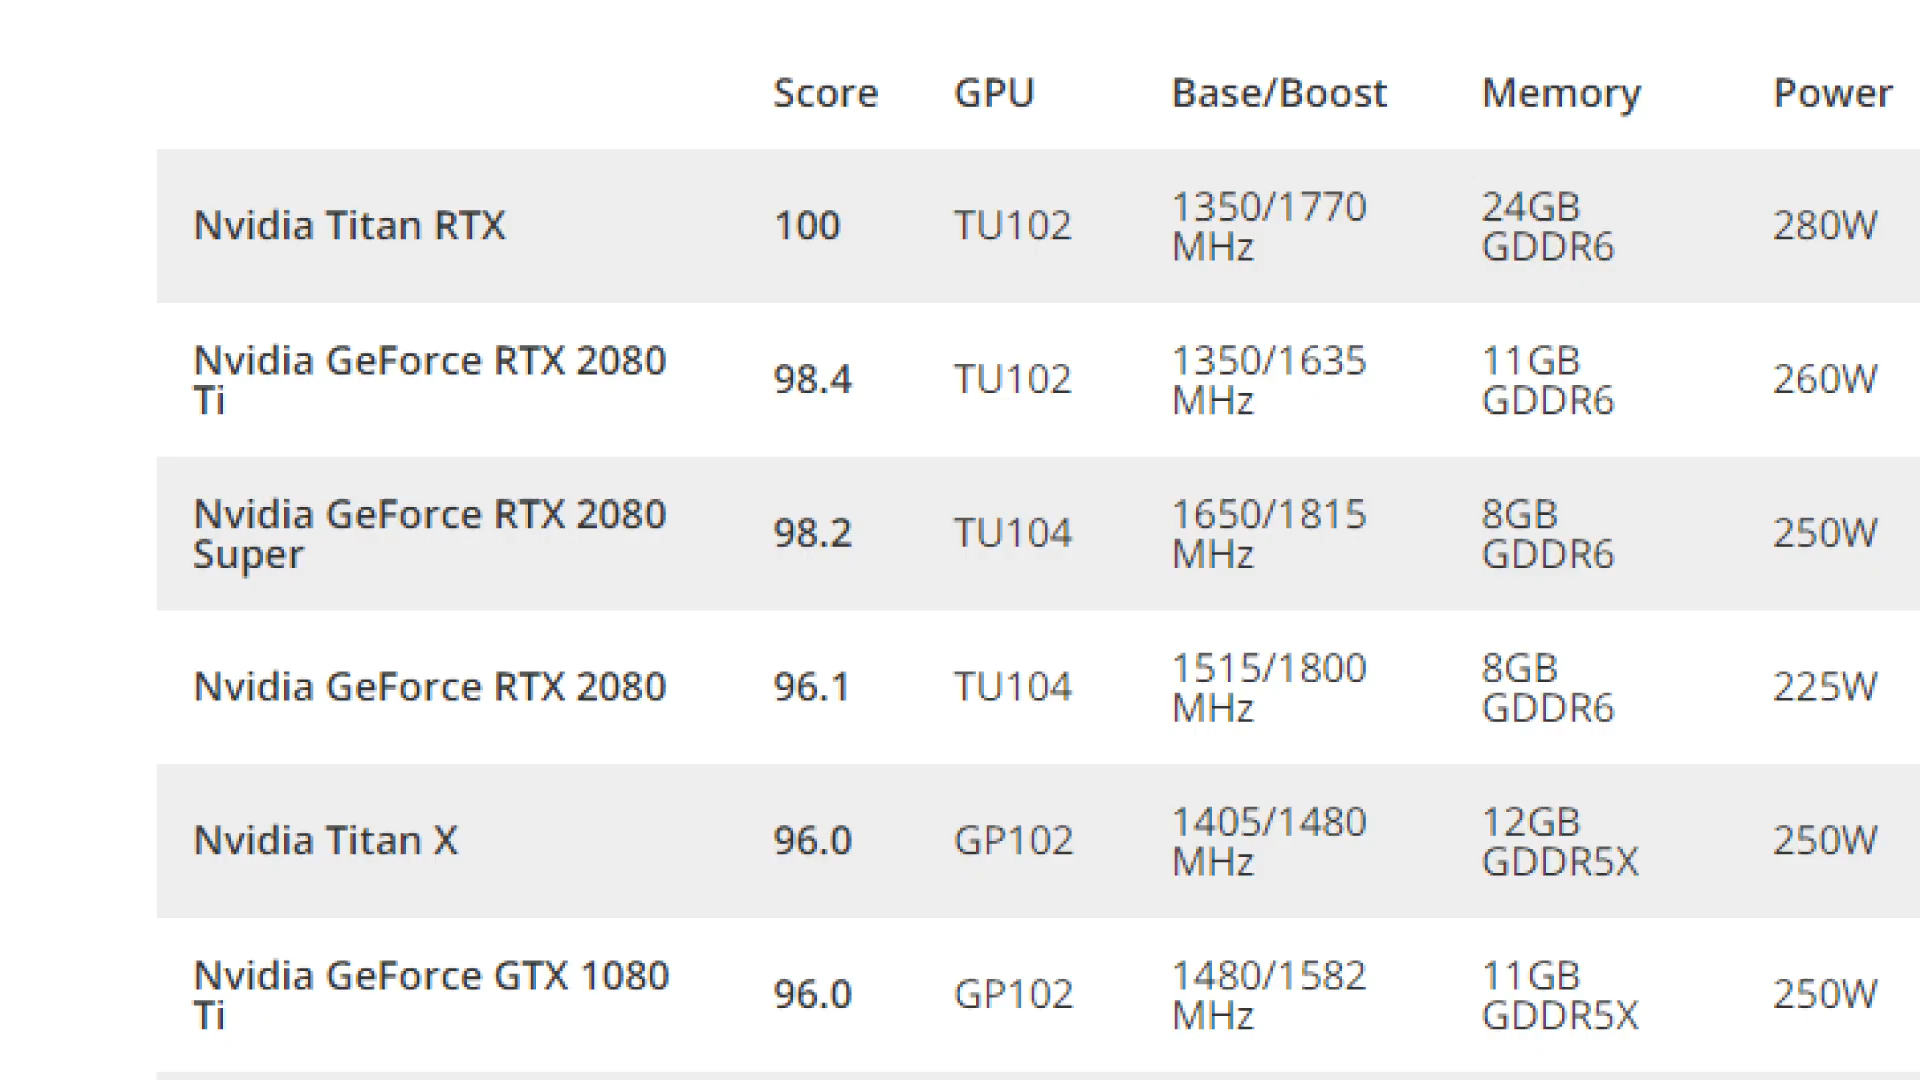 Score GPU Base/Boost Memory Power
Nvidia Titan RTX 100 TU102 1350/1770 MHz 24GB GDDR6 280W
Nvidia GeForce RTX 2080 Ti 98.4 TU102 1350/1635 MHz 11GB GDDR6 260W
Nvidia GeForce RTX 2080 Super 98.2 TU104 1650/1815 MHz 8GB GDDR6 250W
Nvidia GeForce RTX 2080 96.1 TU104 1515/1800 MHz 8GB GDDR6 225W
Nvidia Titan X 96.0 GP102 1405/1480 MHz 12GB GDDR5X 250W
Nvidia GeForce GTX 1080 Ti 96.0 GP102 1480/1582 MHz 11GB GDDR5X 250W